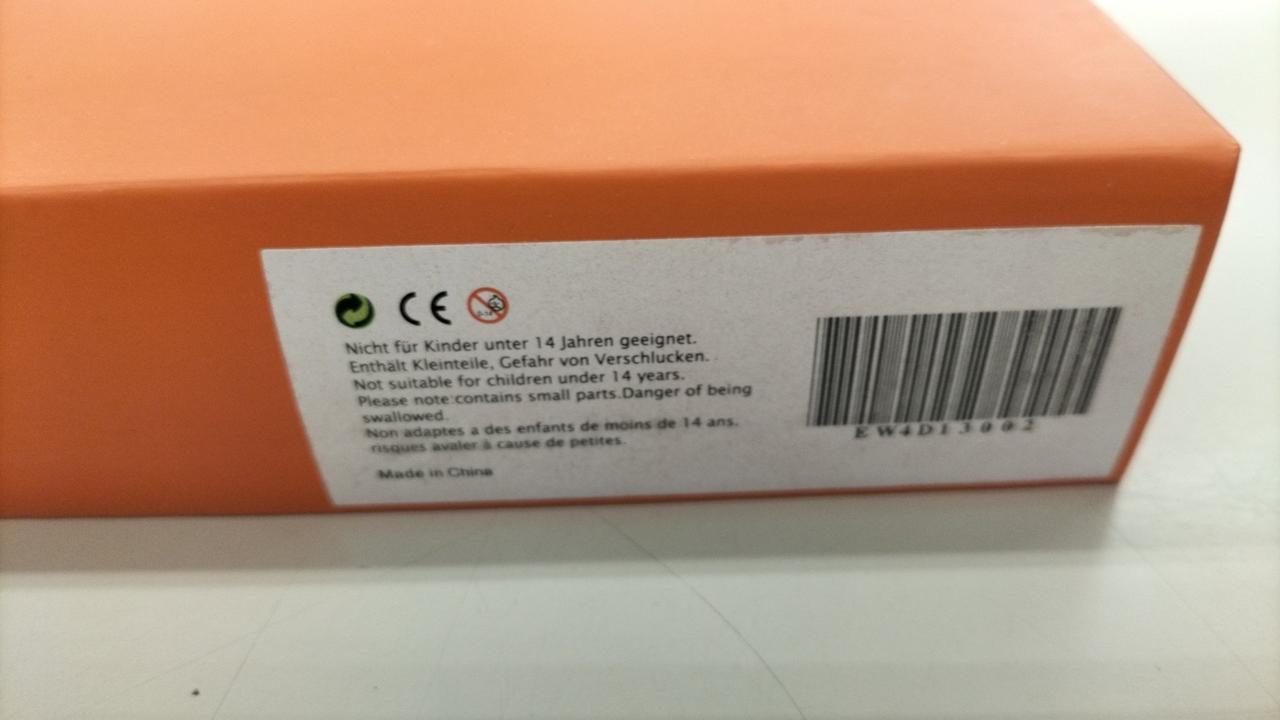 CE
0-14
Nicht für Kinder unter 14 Jahren geeignet.
Enthält Kleinteile, Gefahr von Verschlucken.
Not suitable for children under 14 years.
Please note:contains small parts.Danger of being
swallowed.
Non adaptes a des enfants de moins de 14 ans.
risques avaler à cause de petites.
Made in China
EW4D13002